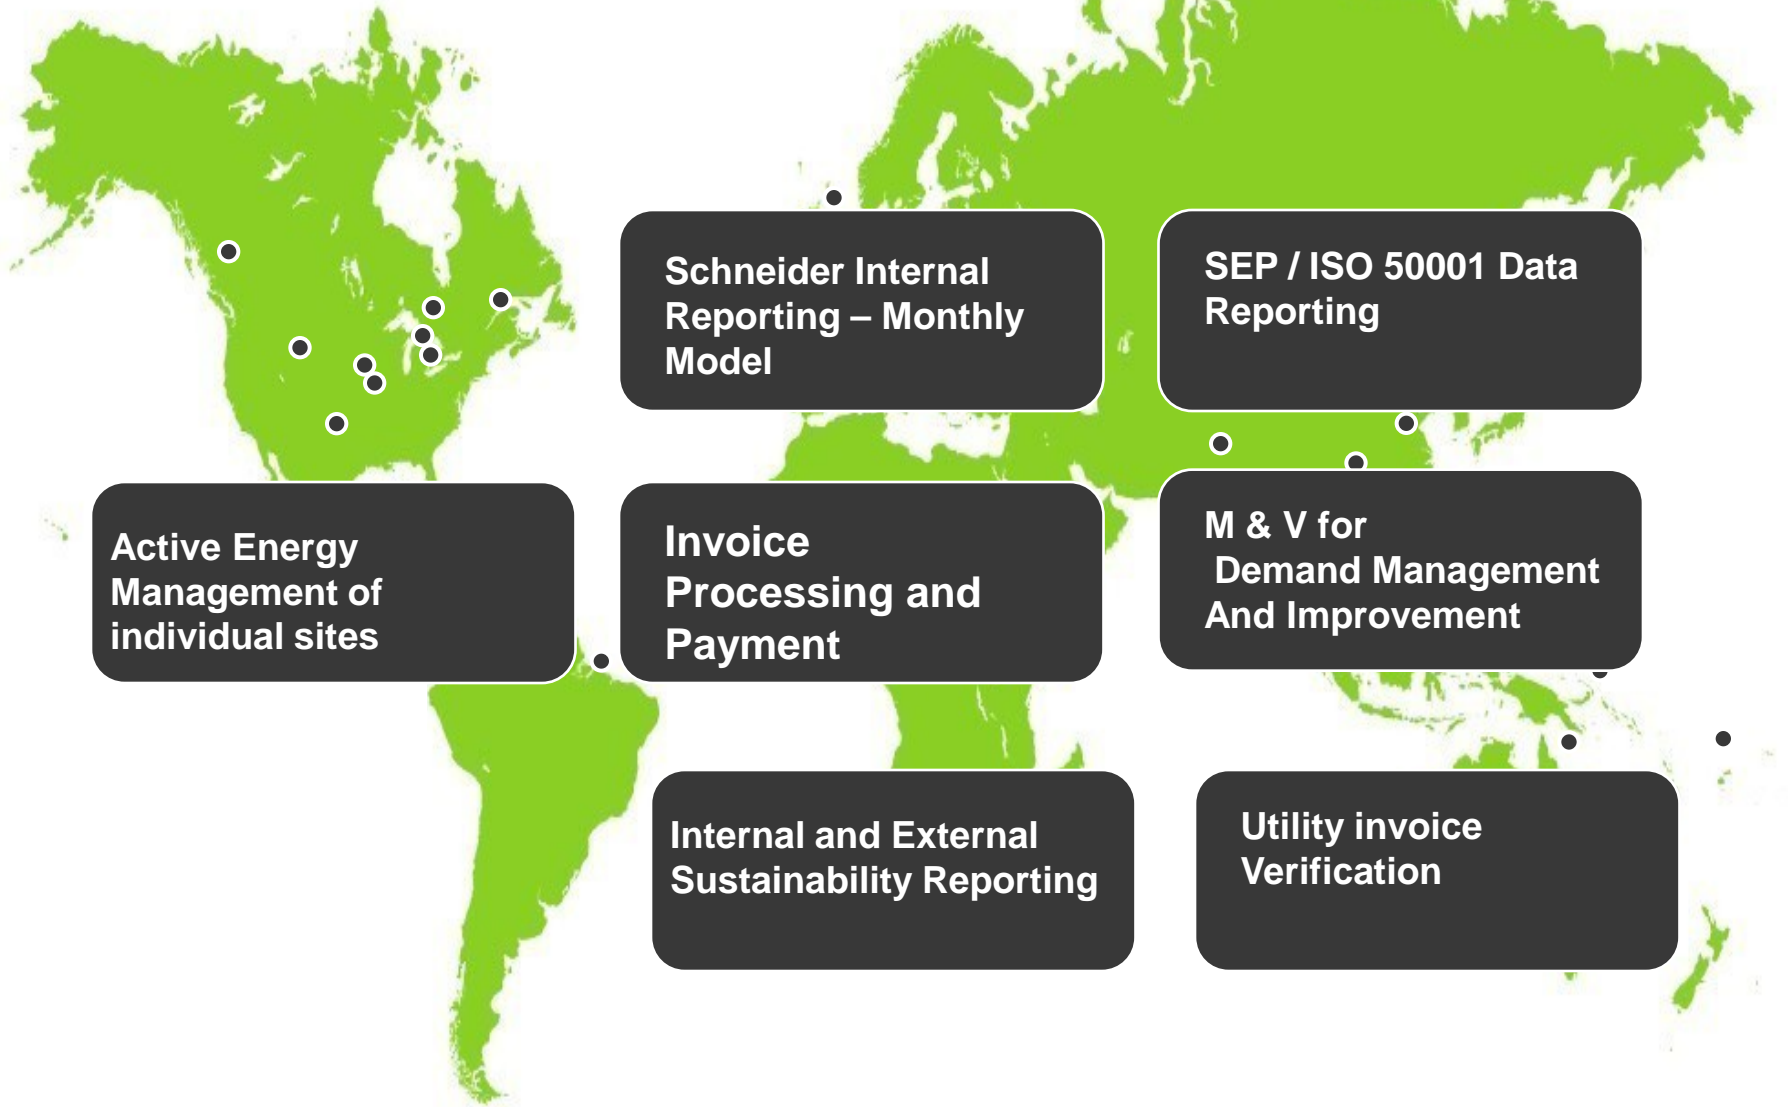 Schneider Internal
Reporting – Monthly
Model
SEP / ISO 50001 Data
Reporting
Active Energy
Management of
individual sites
Invoice
Processing and
Payment
M & V for
Demand Management
And Improvement
Internal and External
Sustainability Reporting
Utility invoice
Verification